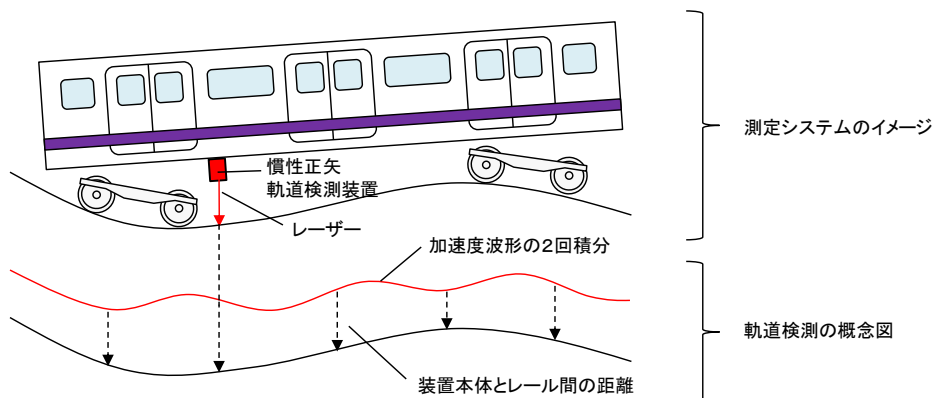 測定システムのイメージ
慣性正矢
軌道検測装置
レーザー
加速度波形の2回積分
軌道検測の概念図
装置本体とレール間の距離